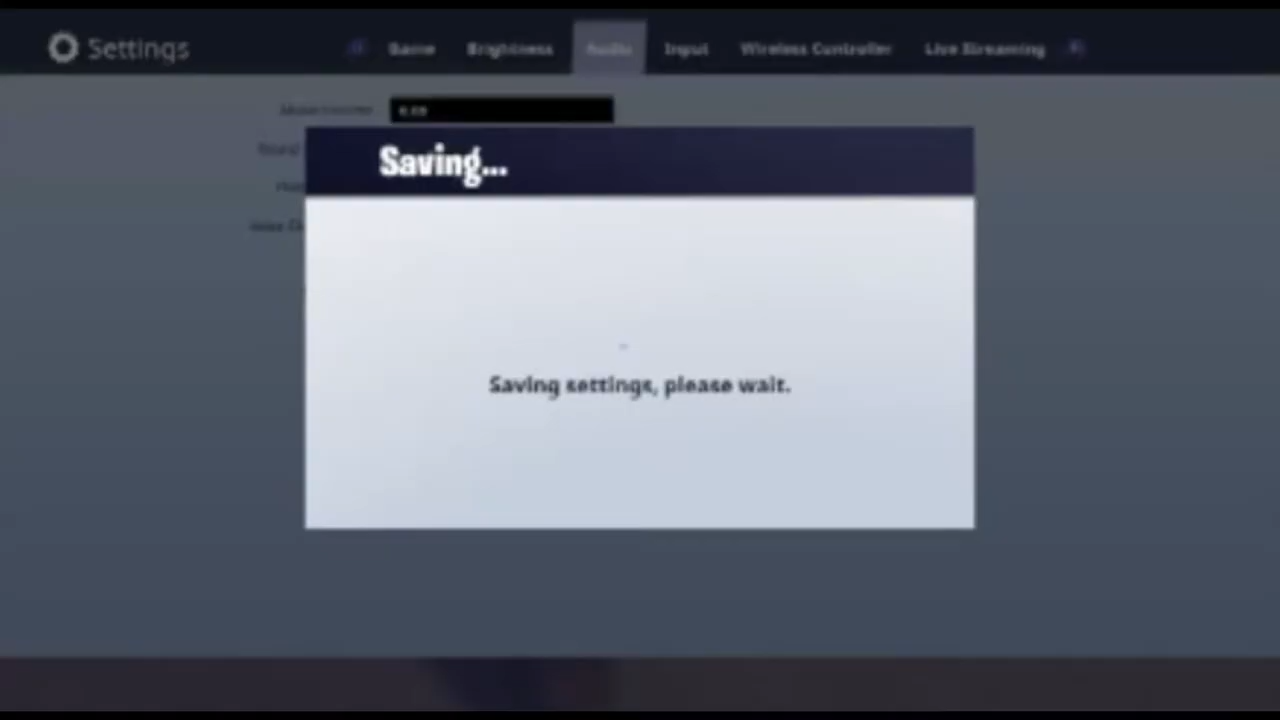 Settings
Game Brightness Audio Input Wireless Controller Live Streaming
Saving...
Saving settings, please wait.